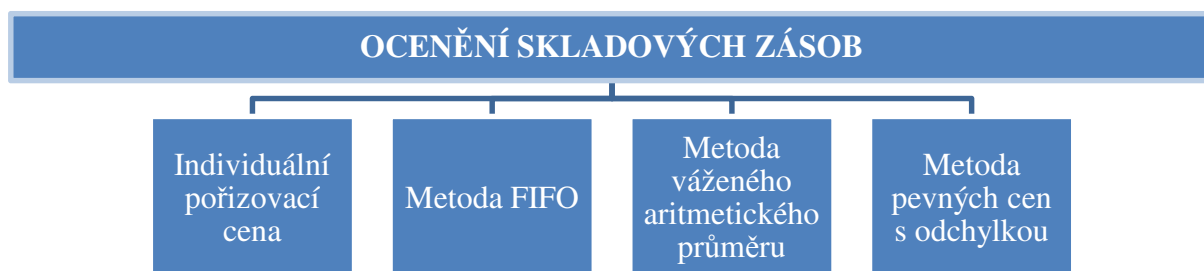 OCENĚNÍ SKLADOVÝCH ZÁSOB
Individuální
pořizovací
cena
Metoda FIFO
Metoda
váženého
aritmetického
průměru
Metoda
pevných cen
s odchylkou